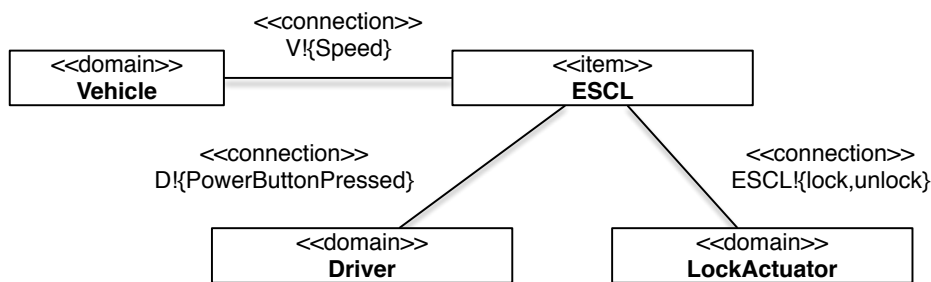 <<connection>>
V!{Speed}
<<domain>>
Vehicle
<<item>>
ESCL
<<connection>>
D!{PowerButtonPressed}
<<connection>>
ESCL!{lock,unlock}
<<domain>>
Driver
<<domain>>
LockActuator